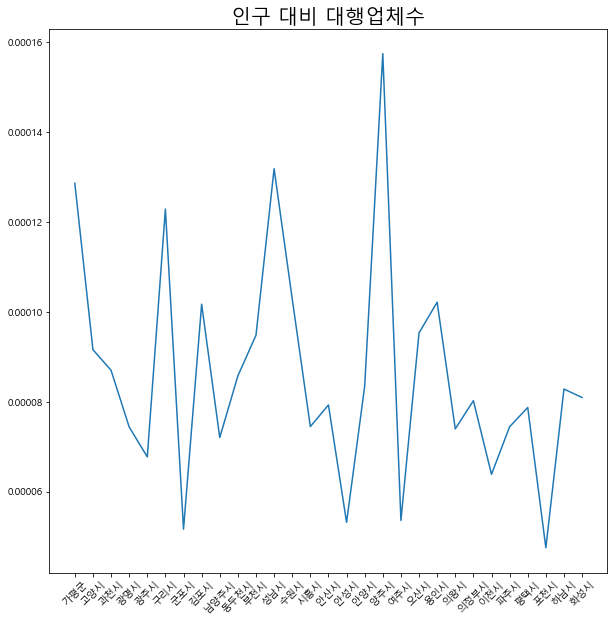 인구 대비 대행업체수
0.00016
0.00014
0.00012
0.00010
0.00008
0.00006
가평군
고양시
과천시
광명시
광주시
구리시
군포시
김포시
남양주시
동두천시
부천시
성남시
수원시
시흥시
안산시
안성시
안양시
양주시
여주시
오산시
용인시
의왕시
의정부시
이천시
파주시
평택시
포천시
하남시
화성시